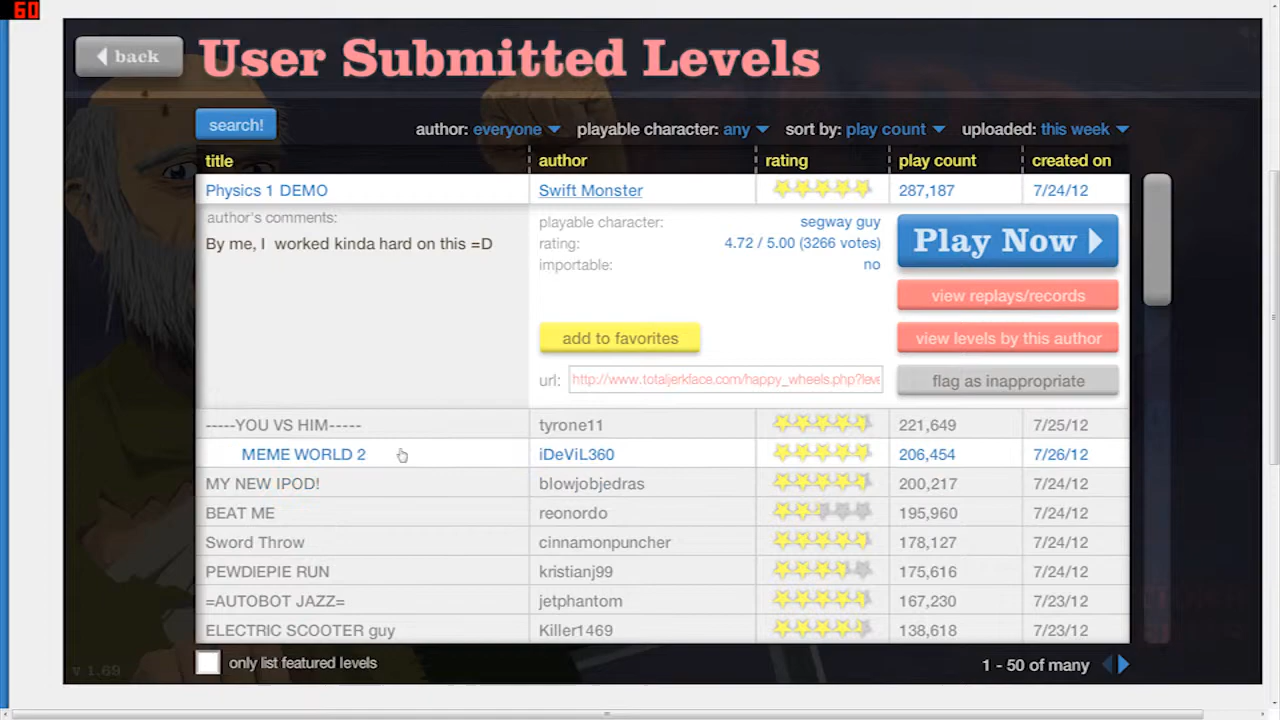 60
back
User Submitted Levels
search!
author: everyone playable character: any sort by: play count uploaded: this week
title author rating play count created on
Physics 1 DEMO Swift Monster 287,187 7/24/12
author's comments:
By me, I worked kinda hard on this =D
playable character: segway guy
rating: 4.72 / 5.00 (3266 votes)
importable: no
add to favorites
url: http://www.totaljerkface.com/happy_wheels.php?leve
Play Now
view replays/records
view levels by this author
flag as inappropriate
-----YOU VS HIM----- tyrone11 221,649 7/25/12
MEME WORLD 2 iDeViL360 206,454 7/26/12
MY NEW IPOD! blowjobjedras 200,217 7/24/12
BEAT ME reonordo 195,960 7/24/12
Sword Throw cinnamonpuncher 178,127 7/24/12
PEWDIEPIE RUN kristianj99 175,616 7/24/12
=AUTOBOT JAZZ= jetphantom 167,230 7/23/12
ELECTRIC SCOOTER guy Killer1469 138,618 7/23/12
only list featured levels
1 - 50 of many
v 1.69